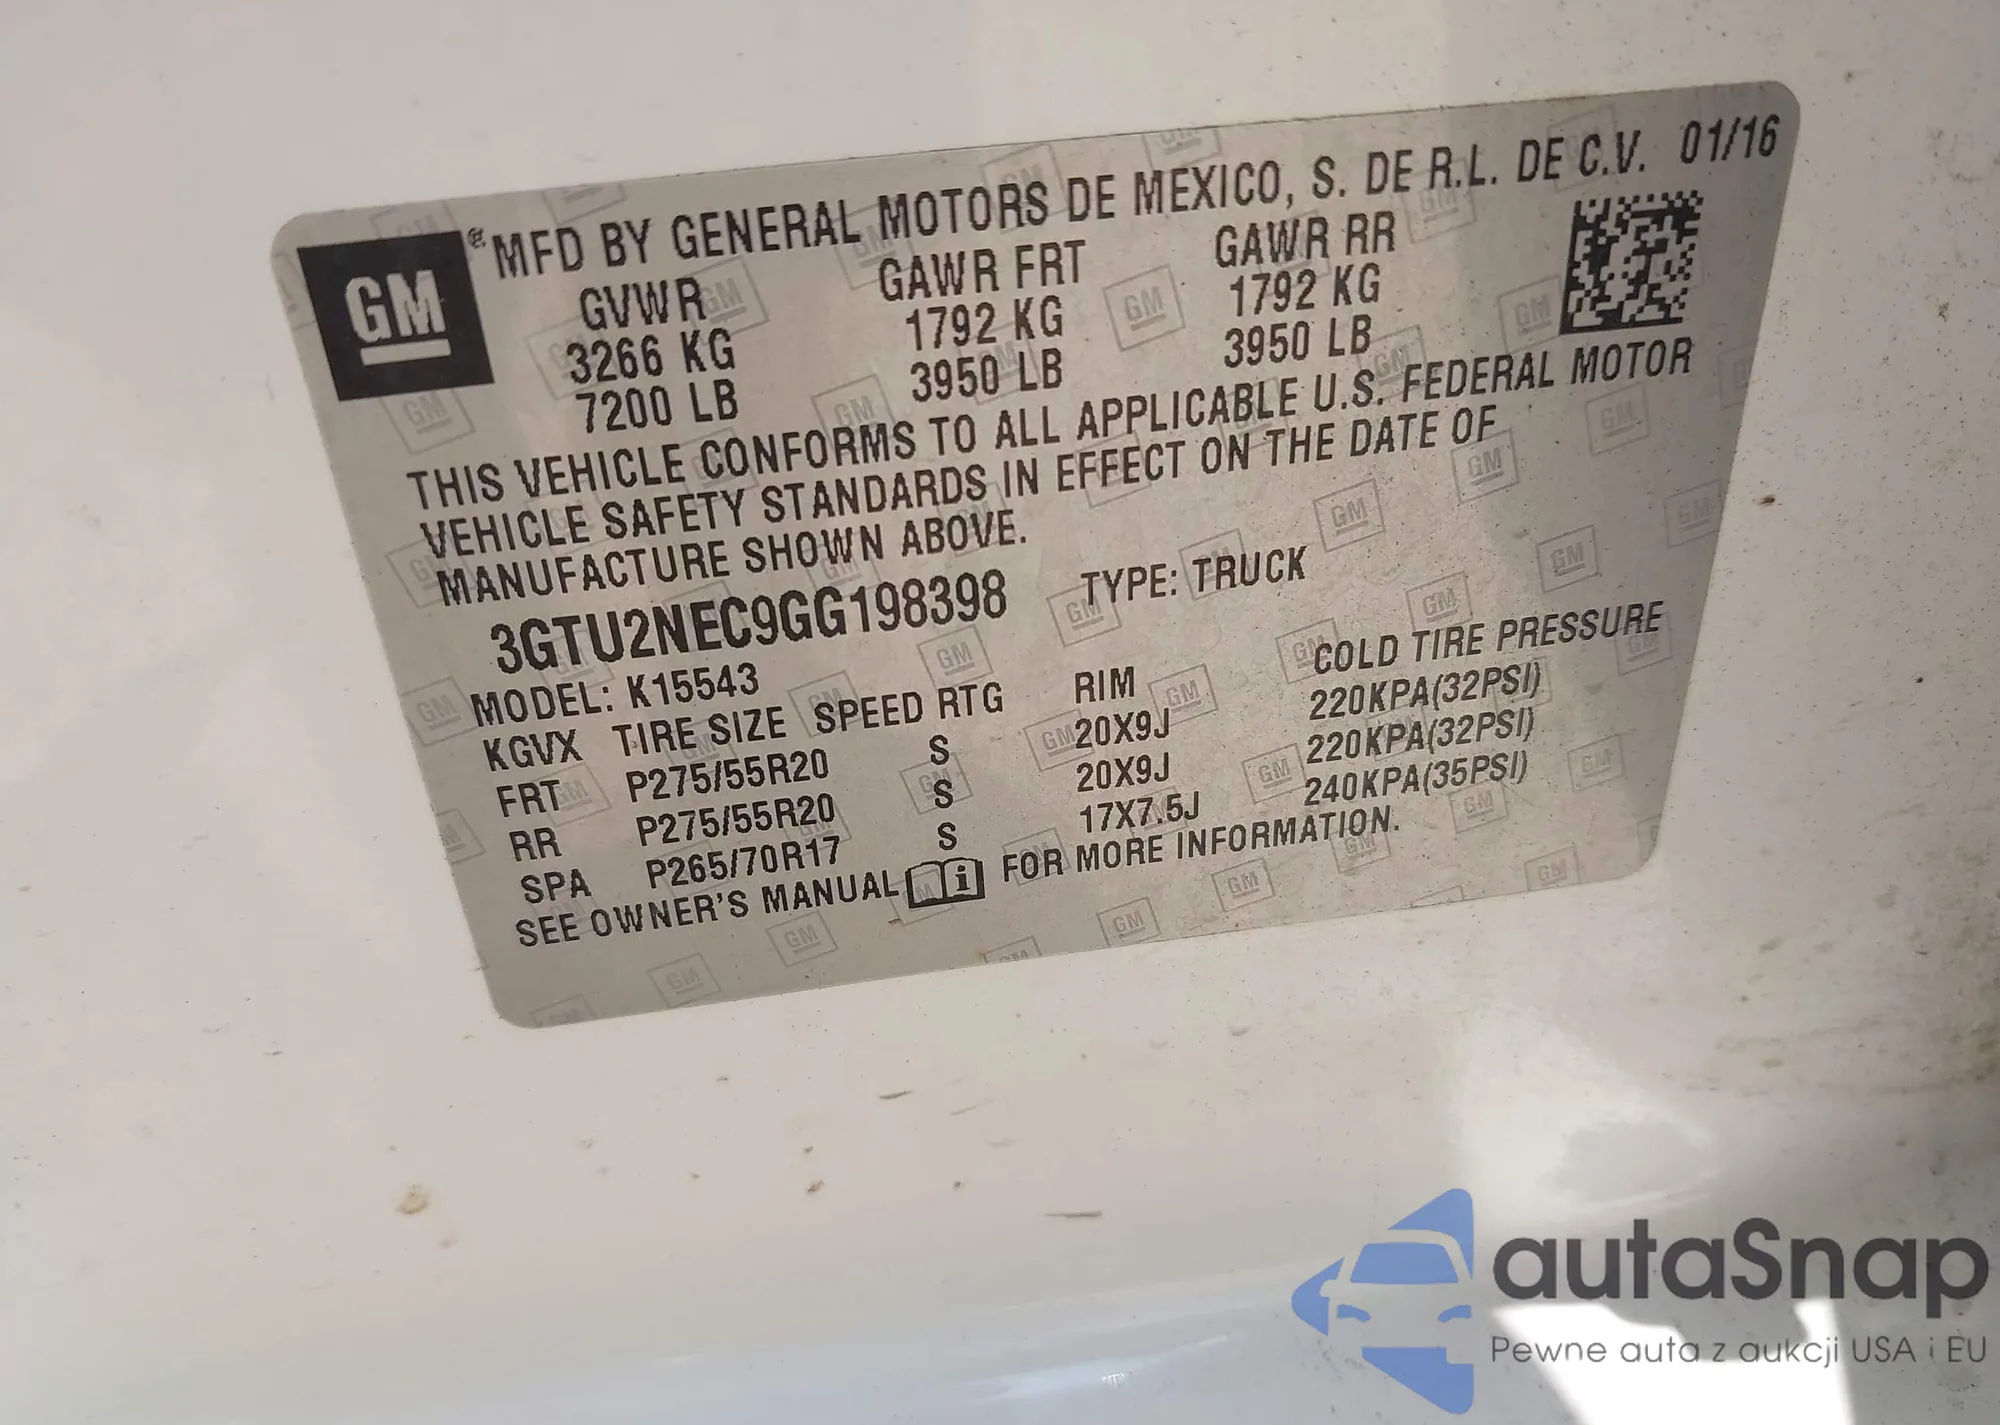 GM
® MFD BY GENERAL MOTORS DE MEXICO, S. DE R.L. DE C.V. 01/16
GVWR GAWR FRT GAWR RR
3266 KG 1792 KG 1792 KG
7200 LB 3950 LB 3950 LB
THIS VEHICLE CONFORMS TO ALL APPLICABLE U.S. FEDERAL MOTOR
VEHICLE SAFETY STANDARDS IN EFFECT ON THE DATE OF
MANUFACTURE SHOWN ABOVE.
3GTU2NEC9GG198398 TYPE: TRUCK
MODEL: K15543
KGVX TIRE SIZE SPEED RTG RIM COLD TIRE PRESSURE
FRT P275/55R20 S 20X9J 220KPA(32PSI)
RR P275/55R20 S 20X9J 220KPA(32PSI)
SPA P265/70R17 S 17X7.5J 240KPA(35PSI)
SEE OWNER'S MANUAL i FOR MORE INFORMATION.
autaSnap
Pewne auta z aukcji USA i EU